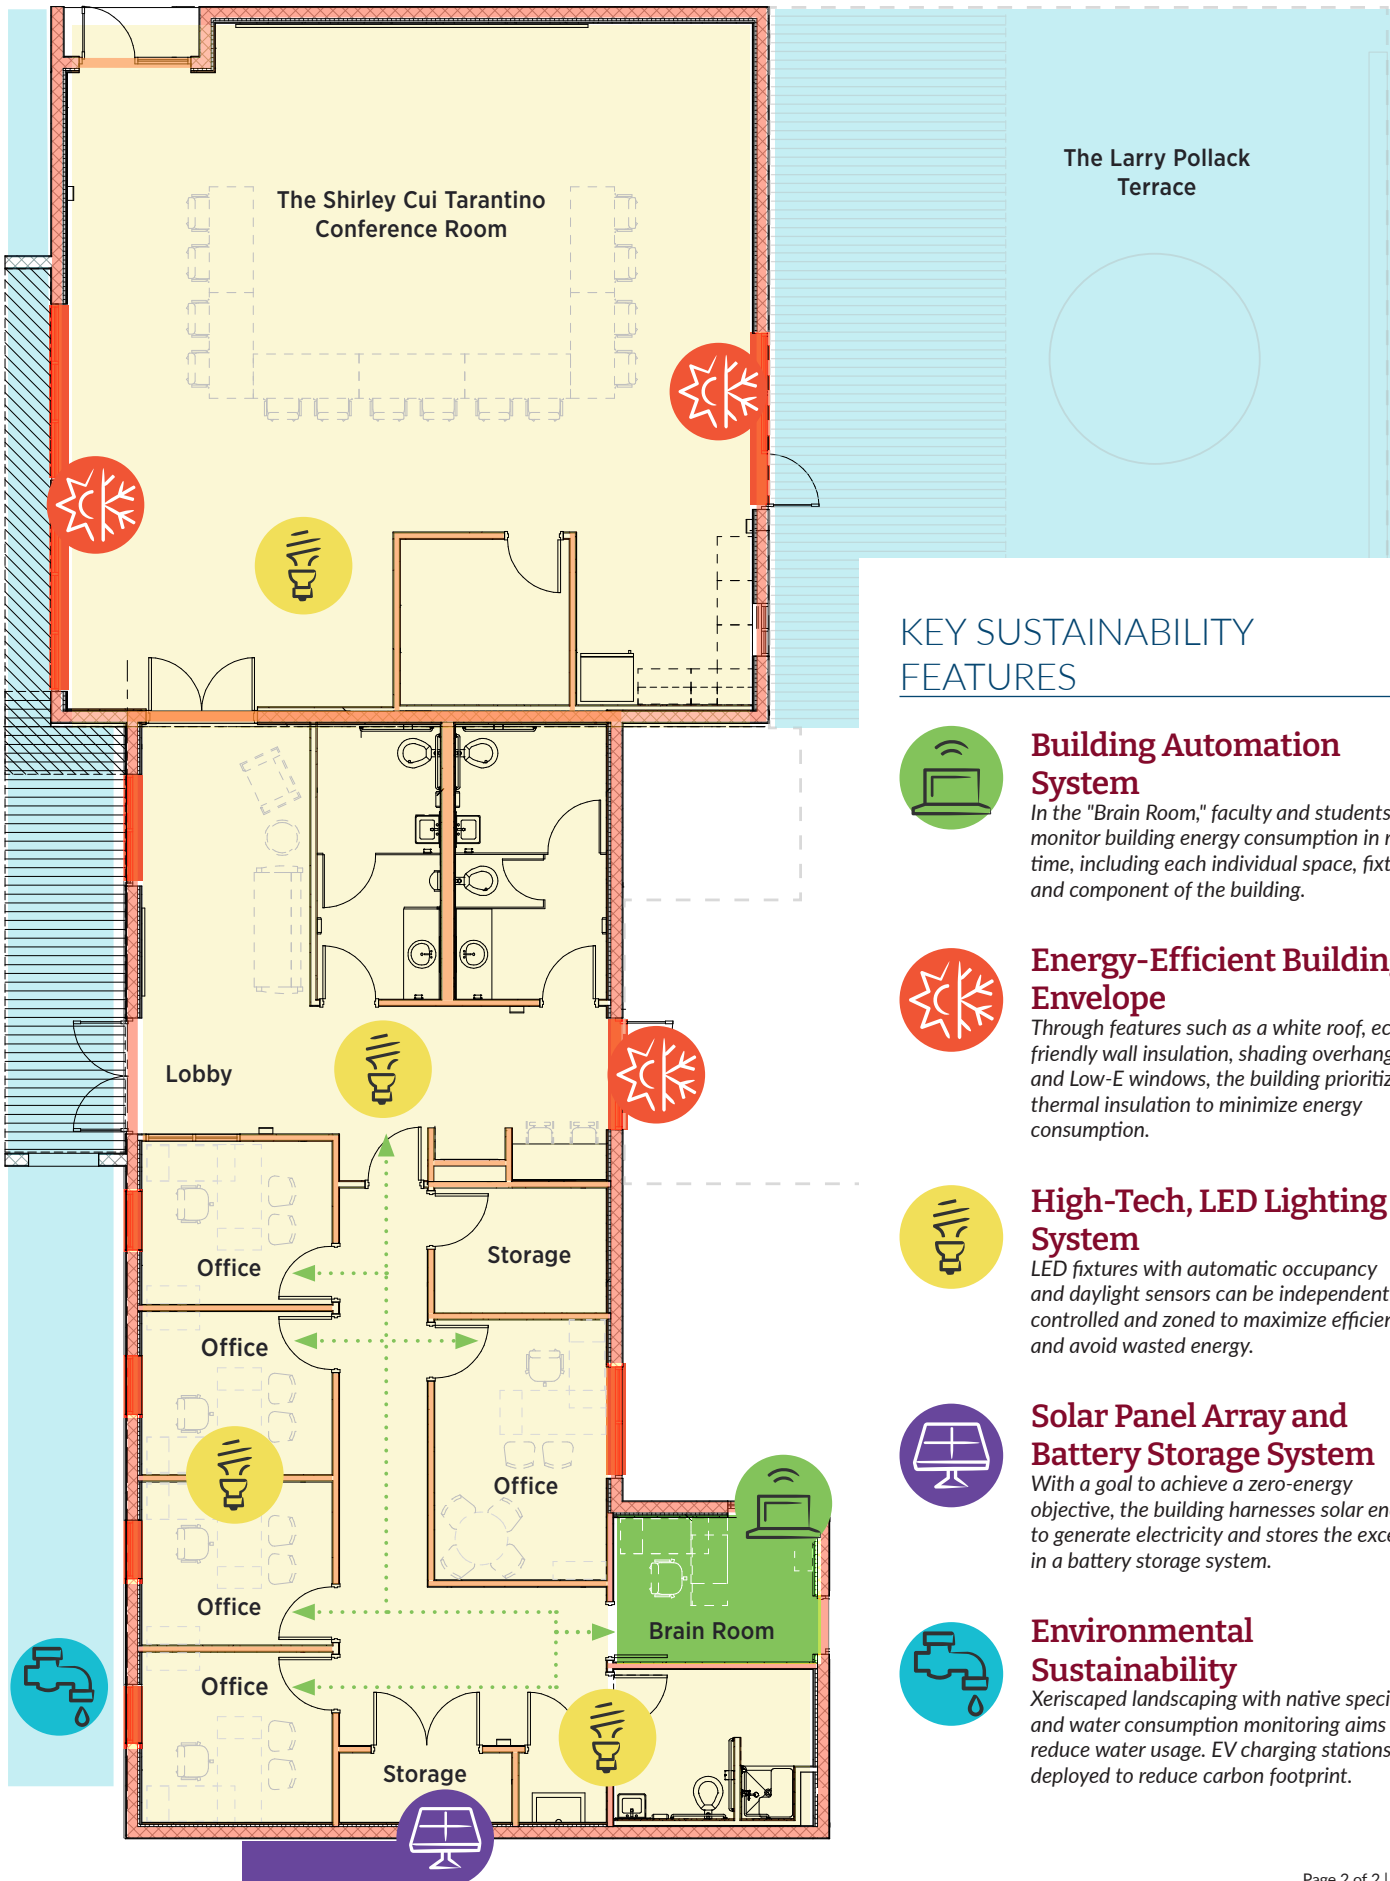 The Shirley Cui Tarantino
Conference Room
The Larry Pollack
Terrace
Lobby
Office
Storage
Office
Office
Office
Brain Room
Office
Storage
KEY SUSTAINABILITY
FEATURES
Building Automation
System
In the "Brain Room," faculty and students
monitor building energy consumption in
time, including each individual space,
and component of the building.
Energy-Efficient
Envelope
Through features such as a white roof,
friendly wall insulation, shading
and Low-E windows, the building
thermal insulation to minimize energy
consumption.
High-Tech, LED Lighting
System
LED fixtures with automatic occupancy
and daylight sensors can be
controlled and zoned to maximize
and avoid wasted energy.
Solar Panel Array and
Battery Storage System
With a goal to achieve a zero-energy
objective, the building harnesses solar
to generate electricity and stores the
in a battery storage system.
Environmental
Sustainability
Xeriscaped landscaping with native
and water consumption monitoring aims
reduce water usage. EV charging stations
deployed to reduce carbon footprint.
Page 2 of 2 |